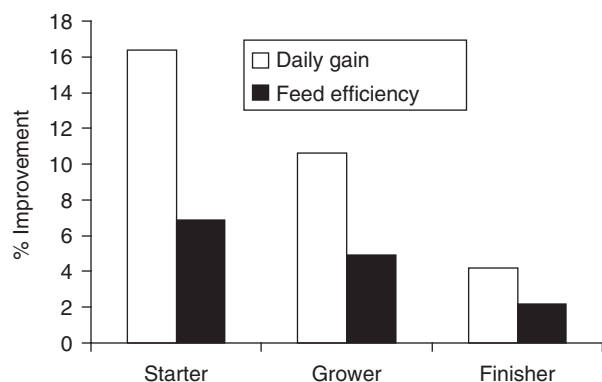 18
16
14
12
10
8
6
4
2
0
% Improvement
Daily gain
Feed efficiency
Starter
Grower
Finisher